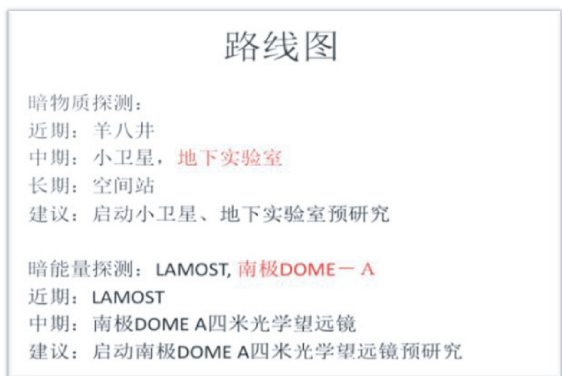 路线图
暗物质探测：
近期：羊八井
中期：小卫星，地下实验室
长期：空间站
建议：启动小卫星、地下实验室预研究
暗能量探测：LAMOST, 南极DOME－A
近期：LAMOST
中期：南极DOME A四米光学望远镜
建议：启动南极DOME A四米光学望远镜预研究